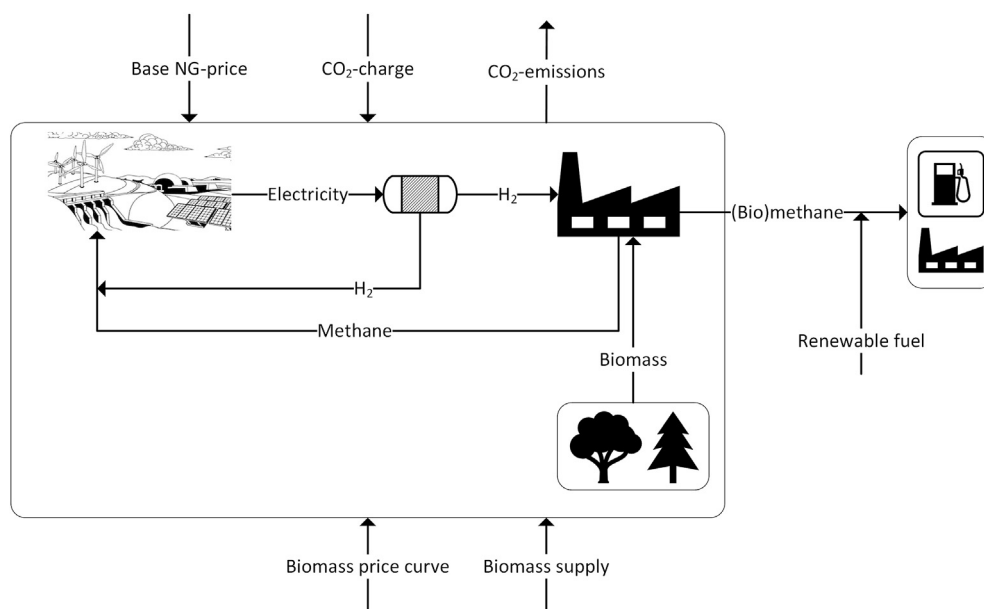 Base NG-price
CO₂-charge
CO₂-emissions
Electricity
H₂
(Bio)methane
H₂
Methane
Renewable fuel
Biomass
Biomass price curve
Biomass supply